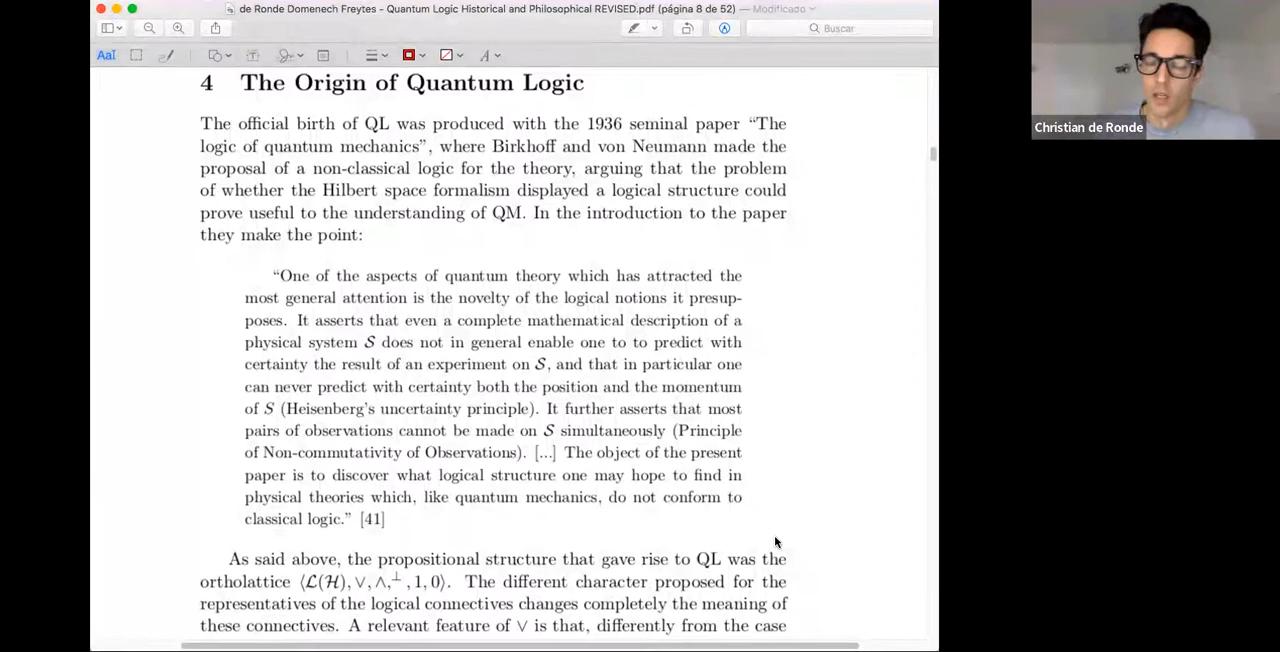 de Ronde Domenech Freytes - Quantum Logic Historical and Philosophical REVISED.pdf (página 8 de 52) — Modificado
Buscar
AaI
T
A
4 The Origin of Quantum Logic
The official birth of QL was produced with the 1936 seminal paper “The
logic of quantum mechanics”, where Birkhoff and von Neumann made the
proposal of a non-classical logic for the theory, arguing that the problem
of whether the Hilbert space formalism displayed a logical structure could
prove useful to the understanding of QM. In the introduction to the paper
they make the point:
“One of the aspects of quantum theory which has attracted the
most general attention is the novelty of the logical notions it presup-
poses. It asserts that even a complete mathematical description of a
physical system 𝒮 does not in general enable one to to predict with
certainty the result of an experiment on 𝒮, and that in particular one
can never predict with certainty both the position and the momentum
of S (Heisenberg’s uncertainty principle). It further asserts that most
pairs of observations cannot be made on 𝒮 simultaneously (Principle
of Non-commutativity of Observations). [...] The object of the present
paper is to discover what logical structure one may hope to find in
physical theories which, like quantum mechanics, do not conform to
classical logic.” [41]
As said above, the propositional structure that gave rise to QL was the
ortholattice ⟨ℒ(ℋ), ∨, ∧,⊥ , 1, 0⟩. The different character proposed for the
representatives of the logical connectives changes completely the meaning of
these connectives. A relevant feature of ∨ is that, differently from the case
Christian de Ronde